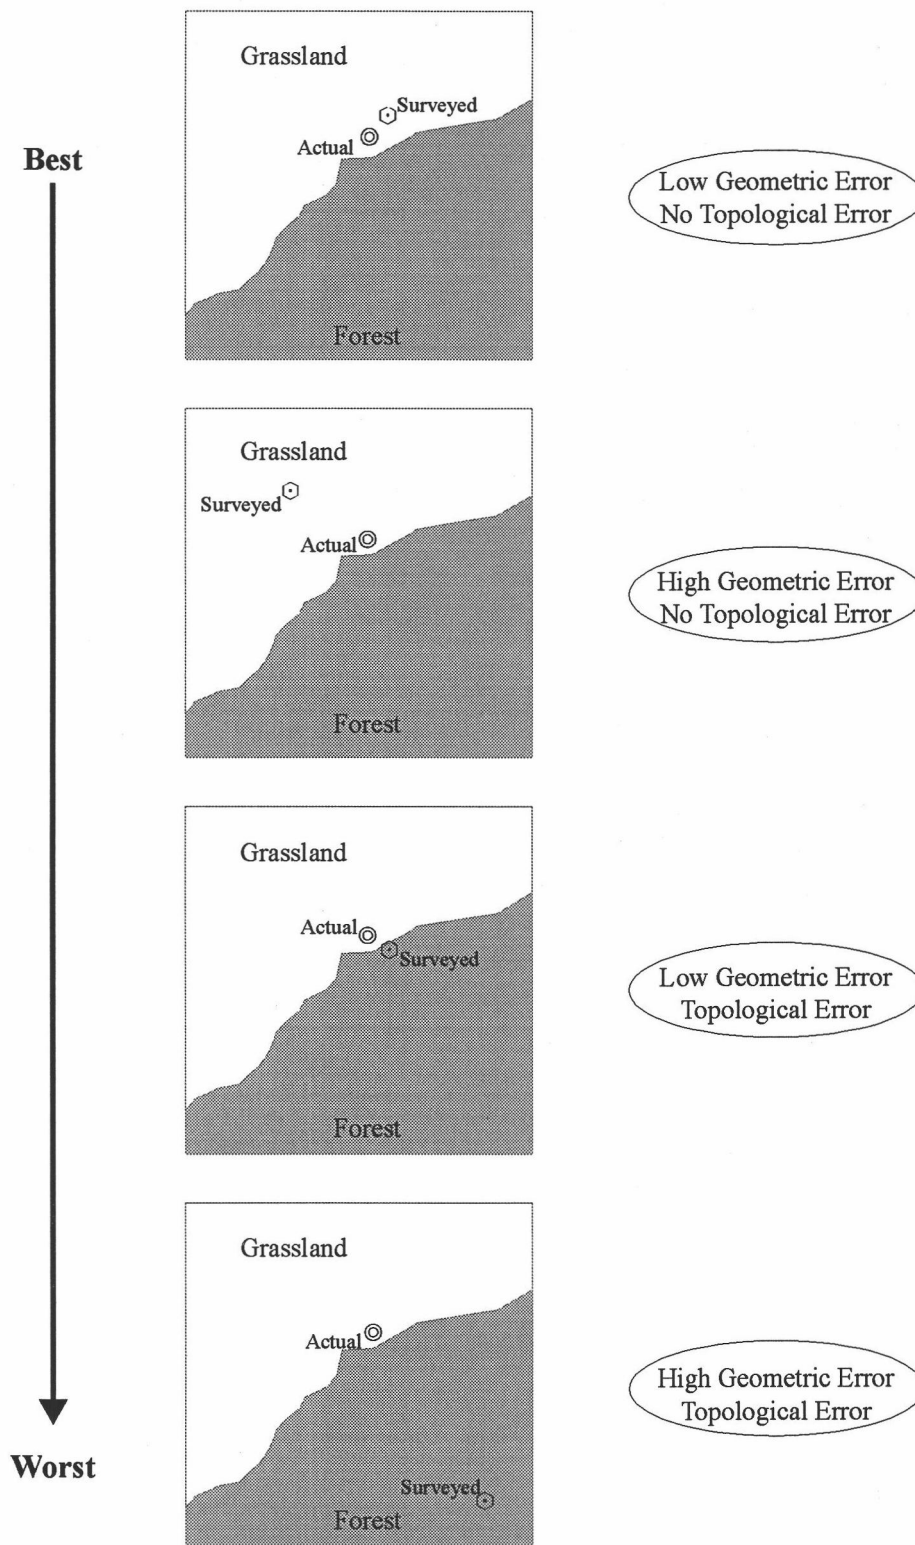 Best
Grassland
Surveyed
Actual
Forest
Low Geometric Error
No Topological Error
Grassland
Surveyed
Actual
Forest
High Geometric Error
No Topological Error
Grassland
Actual
Surveyed
Forest
Low Geometric Error
Topological Error
Grassland
Actual
Surveyed
Forest
High Geometric Error
Topological Error
Worst